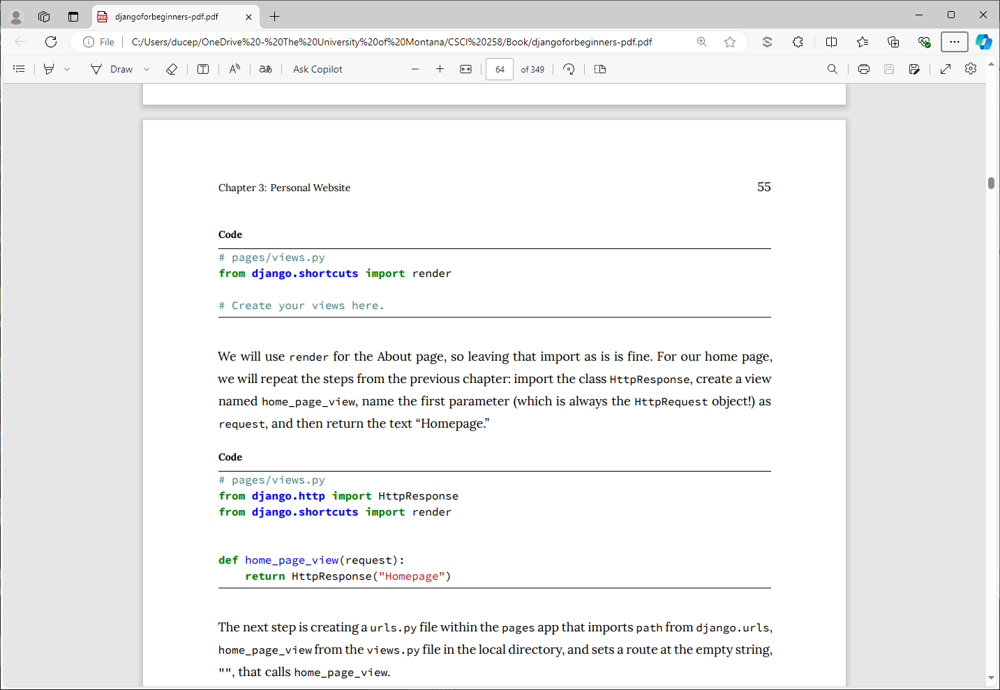 djangoforbeginners-pdf.pdf
File
C:/Users/ducep/OneDrive%20-%20The%20University%20of%20Montana/CSCI%20258/Book/djangoforbeginners-pdf.pdf
Draw
Ask Copilot
64 of 349
Chapter 3: Personal Website 55
Code
# pages/views.py
from django.shortcuts import render
# Create your views here.
We will use render for the About page, so leaving that import as is is fine. For our home page,
we will repeat the steps from the previous chapter: import the class HttpResponse, create a view
named home_page_view, name the first parameter (which is always the HttpRequest object!) as
request, and then return the text “Homepage.”
Code
# pages/views.py
from django.http import HttpResponse
from django.shortcuts import render
def home_page_view(request):
    return HttpResponse("Homepage")
The next step is creating a urls.py file within the pages app that imports path from django.urls,
home_page_view from the views.py file in the local directory, and sets a route at the empty string,
"", that calls home_page_view.